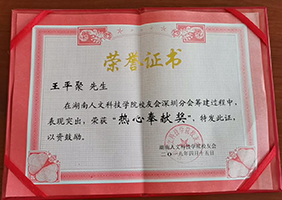 荣誉证书
王平聚 先生
在湖南人文科技学院校友会深圳分会筹建过程中，
表现突出，荣获“热心奉献奖”，特发此证，
以资鼓励。
湖南人文科技学院校友会
二〇一八年四月十五日